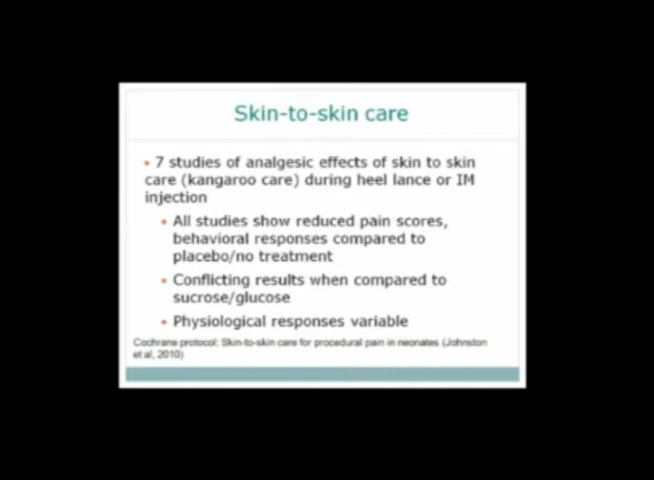 Skin-to-skin care
• 7 studies of analgesic effects of skin to skin
care (kangaroo care) during heel lance or IM
injection
• All studies show reduced pain scores,
behavioral responses compared to
placebo/no treatment
• Conflicting results when compared to
sucrose/glucose
• Physiological responses variable
Cochrane protocol: Skin-to-skin care for procedural pain in neonates (Johnston
et al, 2010)